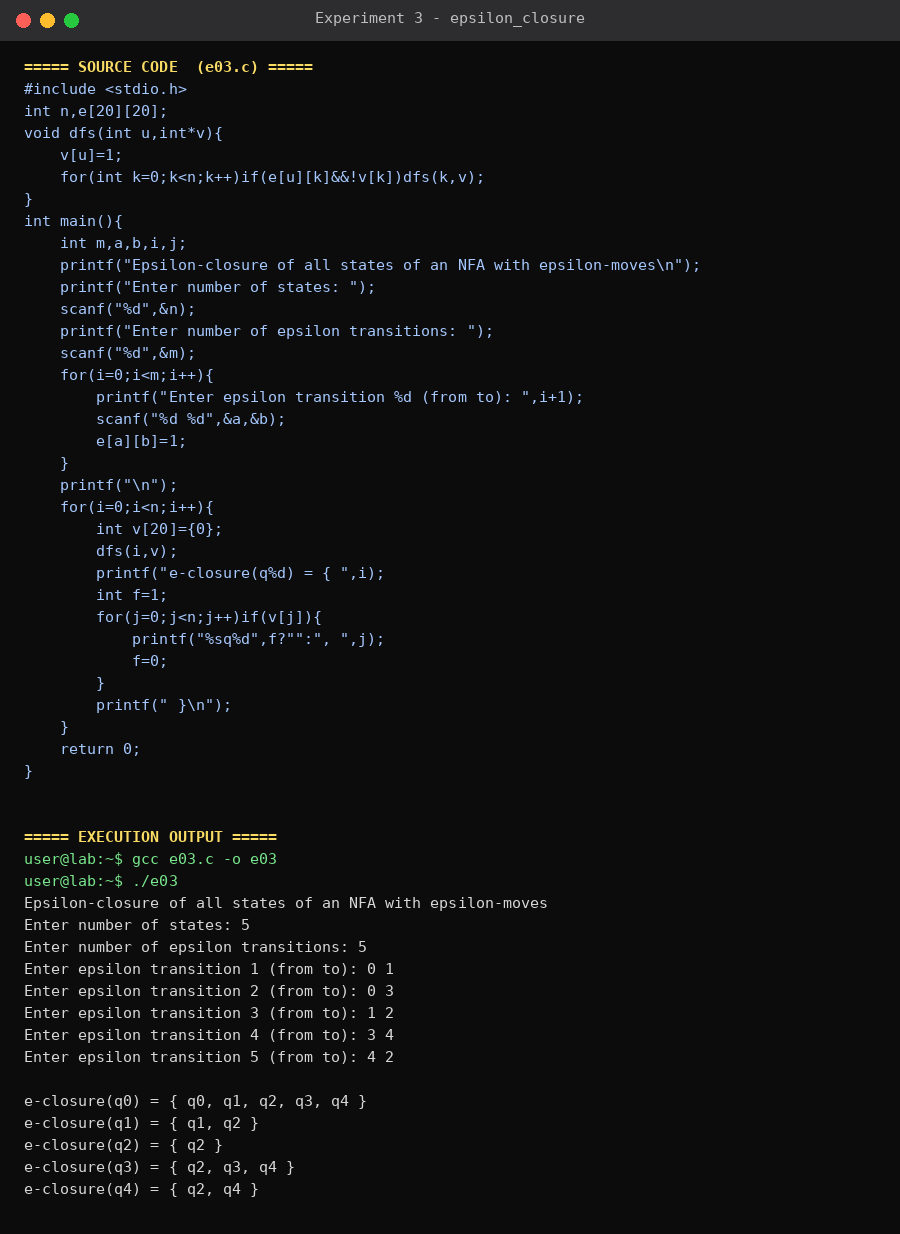 Experiment 3 - epsilon_closure
===== SOURCE CODE  (e03.c) =====
#include <stdio.h>
int n,e[20][20];
void dfs(int u,int*v){
    v[u]=1;
    for(int k=0;k<n;k++)if(e[u][k]&&!v[k])dfs(k,v);
}
int main(){
    int m,a,b,i,j;
    printf("Epsilon-closure of all states of an NFA with epsilon-moves\n");
    printf("Enter number of states: ");
    scanf("%d",&n);
    printf("Enter number of epsilon transitions: ");
    scanf("%d",&m);
    for(i=0;i<m;i++){
        printf("Enter epsilon transition %d (from to): ",i+1);
        scanf("%d %d",&a,&b);
        e[a][b]=1;
    }
    printf("\n");
    for(i=0;i<n;i++){
        int v[20]={0};
        dfs(i,v);
        printf("e-closure(q%d) = { ",i);
        int f=1;
        for(j=0;j<n;j++)if(v[j]){
            printf("%sq%d",f?"":", ",j);
            f=0;
        }
        printf(" }\n");
    }
    return 0;
}
===== EXECUTION OUTPUT =====
user@lab:~$ gcc e03.c -o e03
user@lab:~$ ./e03
Epsilon-closure of all states of an NFA with epsilon-moves
Enter number of states: 5
Enter number of epsilon transitions: 5
Enter epsilon transition 1 (from to): 0 1
Enter epsilon transition 2 (from to): 0 3
Enter epsilon transition 3 (from to): 1 2
Enter epsilon transition 4 (from to): 3 4
Enter epsilon transition 5 (from to): 4 2

e-closure(q0) = { q0, q1, q2, q3, q4 }
e-closure(q1) = { q1, q2 }
e-closure(q2) = { q2 }
e-closure(q3) = { q2, q3, q4 }
e-closure(q4) = { q2, q4 }